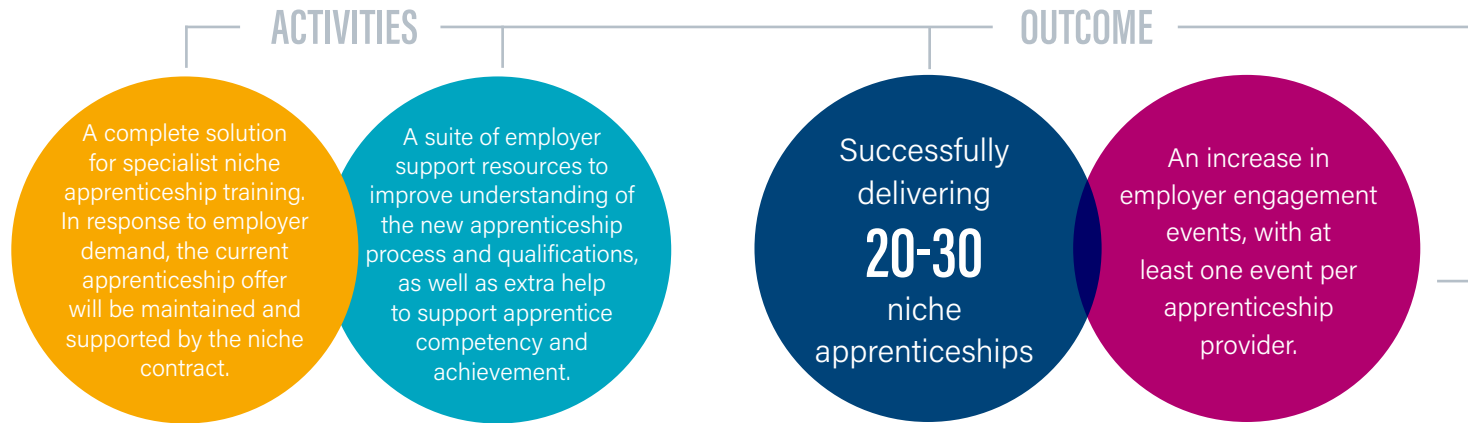 ACTIVITIES
A complete solution
for specialist niche
apprenticeship training.
In response to employer
demand, the current
apprenticeship offer
will be maintained and
supported by the niche
contract.
A suite of employer
support resources to
improve understanding of
the new apprenticeship
process and qualifications,
as well as extra help
to support apprentice
competency and
achievement.
OUTCOME
Successfully
delivering
20-30
niche
apprenticeships
An increase in
employer engagement
events, with at
least one event per
apprenticeship
provider.